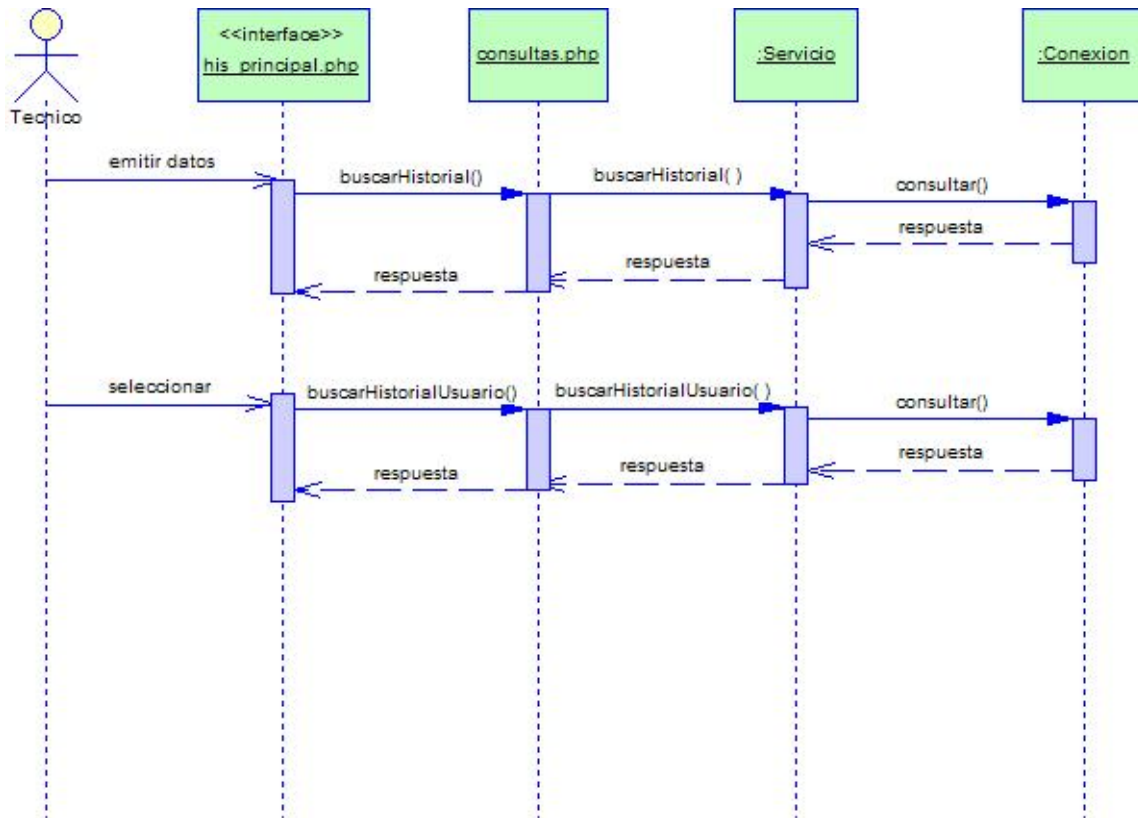 <<interface>>
his_principal.php
consultas.php
:Servicio
:Conexion
Tecnico
emitir datos
buscarHistorial()
buscarHistorial( )
consultar()
respuesta
respuesta
respuesta
seleccionar
buscarHistorialUsuario()
buscarHistorialUsuario( )
consultar()
respuesta
respuesta
respuesta